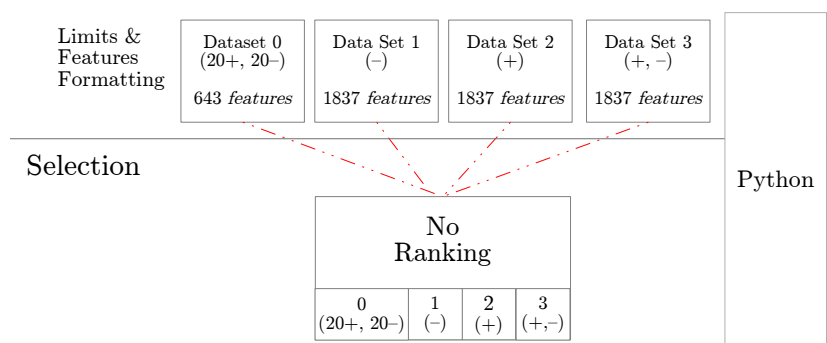 Limits &
Features
Formatting
Dataset 0
(20+, 20–)
643 features
Data Set 1
(–)
1837 features
Data Set 2
(+)
1837 features
Data Set 3
(+, –)
1837 features
Selection
Python
No
Ranking
0
(20+, 20–)
1
(–)
2
(+)
3
(+,–)